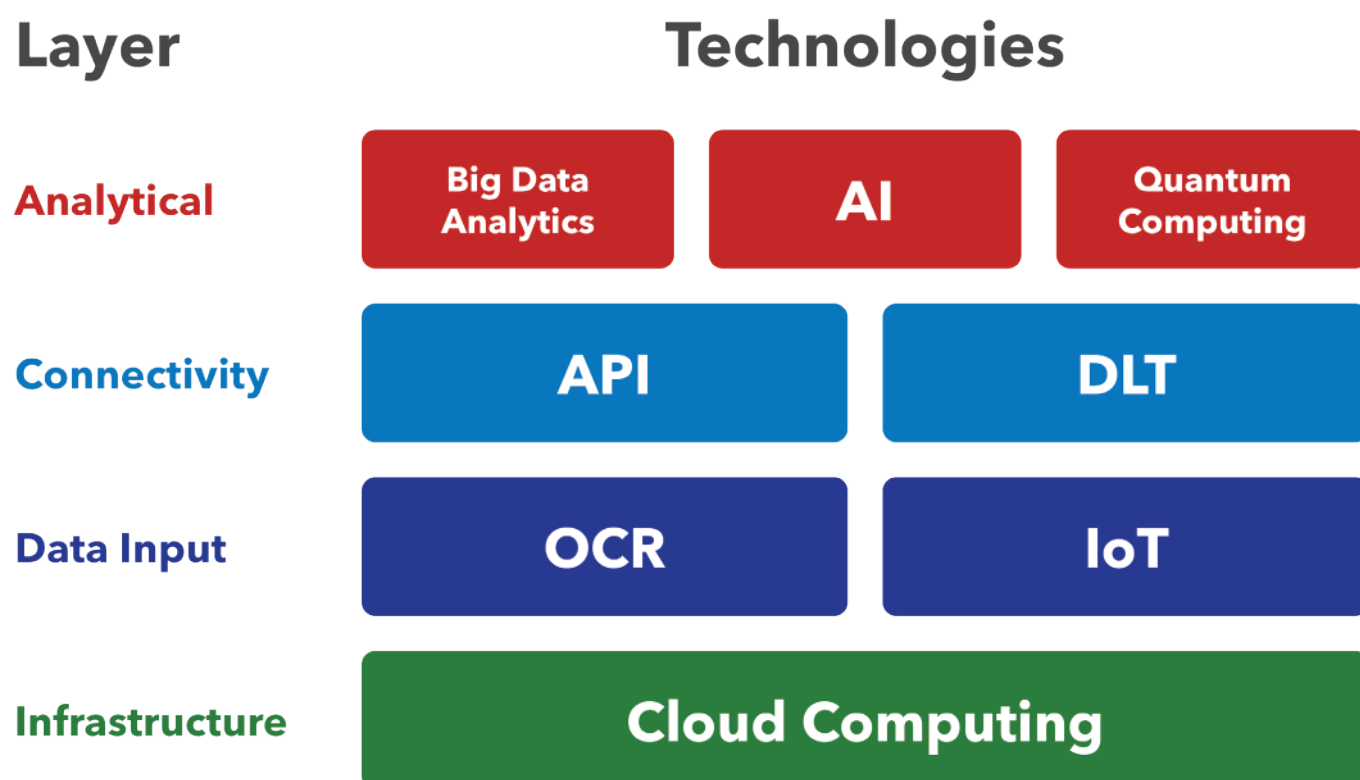 Layer
Technologies
Analytical
Big Data
Analytics
AI
Quantum
Computing
Connectivity
API
DLT
Data Input
OCR
IoT
Infrastructure
Cloud Computing